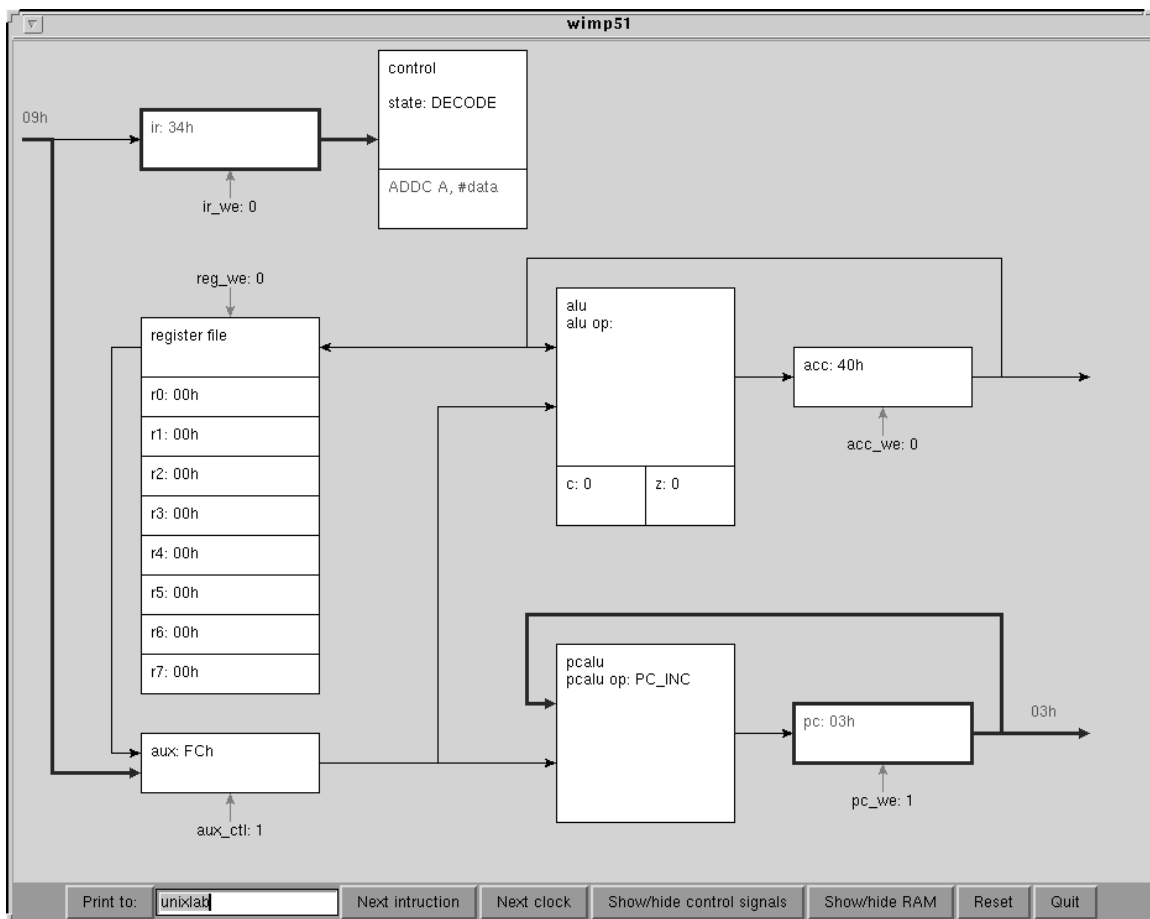 wimp51
control
state: DECODE
ADDC A, #data
09h
ir: 34h
ir_we: 0
reg_we: 0
register file
r0: 00h
r1: 00h
r2: 00h
r3: 00h
r4: 00h
r5: 00h
r6: 00h
r7: 00h
aux: FCh
aux_ctl: 1
alu
alu op:
c: 0
z: 0
acc: 40h
acc_we: 0
pcalu
pcalu op: PC_INC
pc: 03h
03h
pc_we: 1
Print to: unixlab Next intruction Next clock Show/hide control signals Show/hide RAM Reset Quit